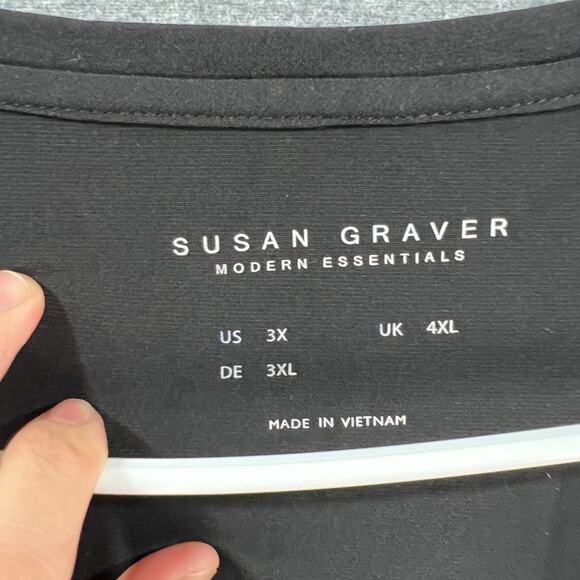 SUSAN GRAVER
MODERN ESSENTIALS
US 3X UK 4XL
DE 3XL
MADE IN VIETNAM